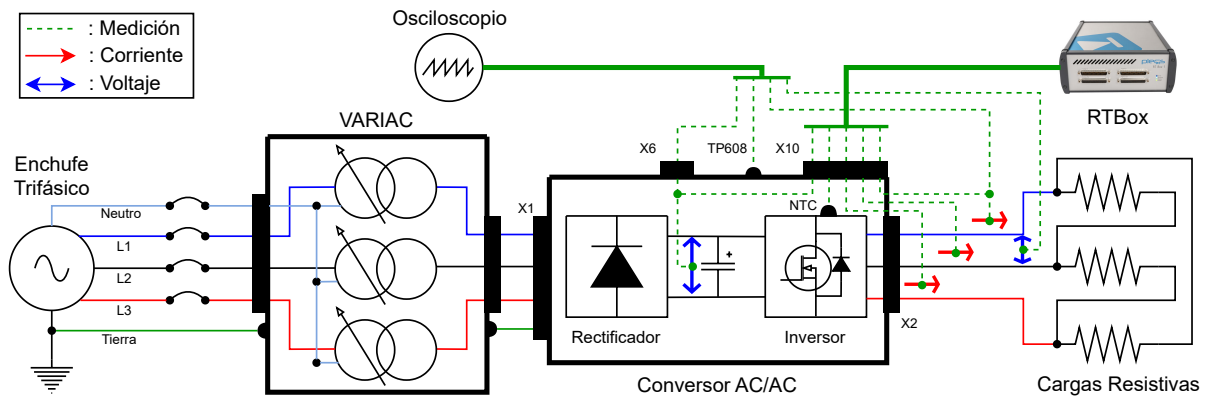 : Medición
: Corriente
: Voltaje
Osciloscopio
RTBox
VARIAC
Enchufe
Trifásico
Neutro
L1
L2
L3
Tierra
X1
X6
TP608
X10
NTC
Rectificador
Inversor
X2
Conversor AC/AC
Cargas Resistivas
+